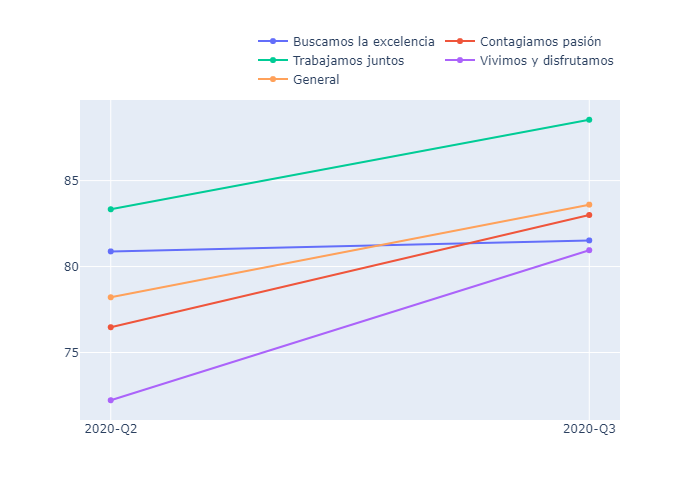 Buscamos la excelencia Contagiamos pasión
Trabajamos juntos Vivimos y disfrutamos
General
85
80
75
2020-Q2 2020-Q3